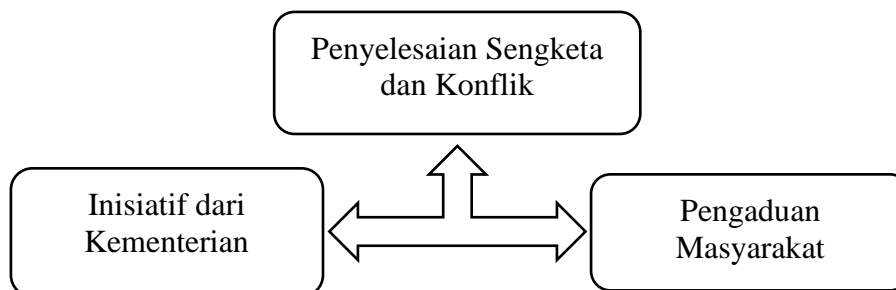 Penyelesaian Sengketa
dan Konflik
Inisiatif dari
Kementerian
Pengaduan
Masyarakat